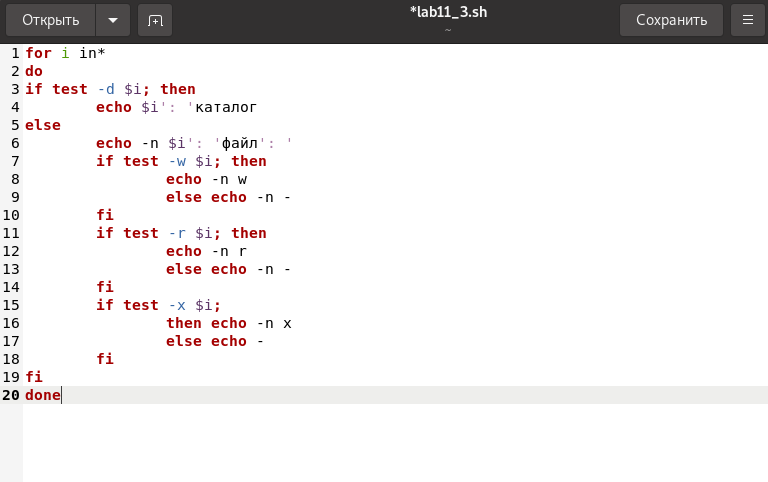 Открыть
*lab11_3.sh
~
Сохранить
1 for i in*
2 do
3 if test -d $i; then
4 echo $i': 'каталог
5 else
6 echo -n $i': 'файл': '
7 if test -w $i; then
8 echo -n w
9 else echo -n -
10 fi
11 if test -r $i; then
12 echo -n r
13 else echo -n -
14 fi
15 if test -x $i;
16 then echo -n x
17 else echo -
18 fi
19 fi
20 done